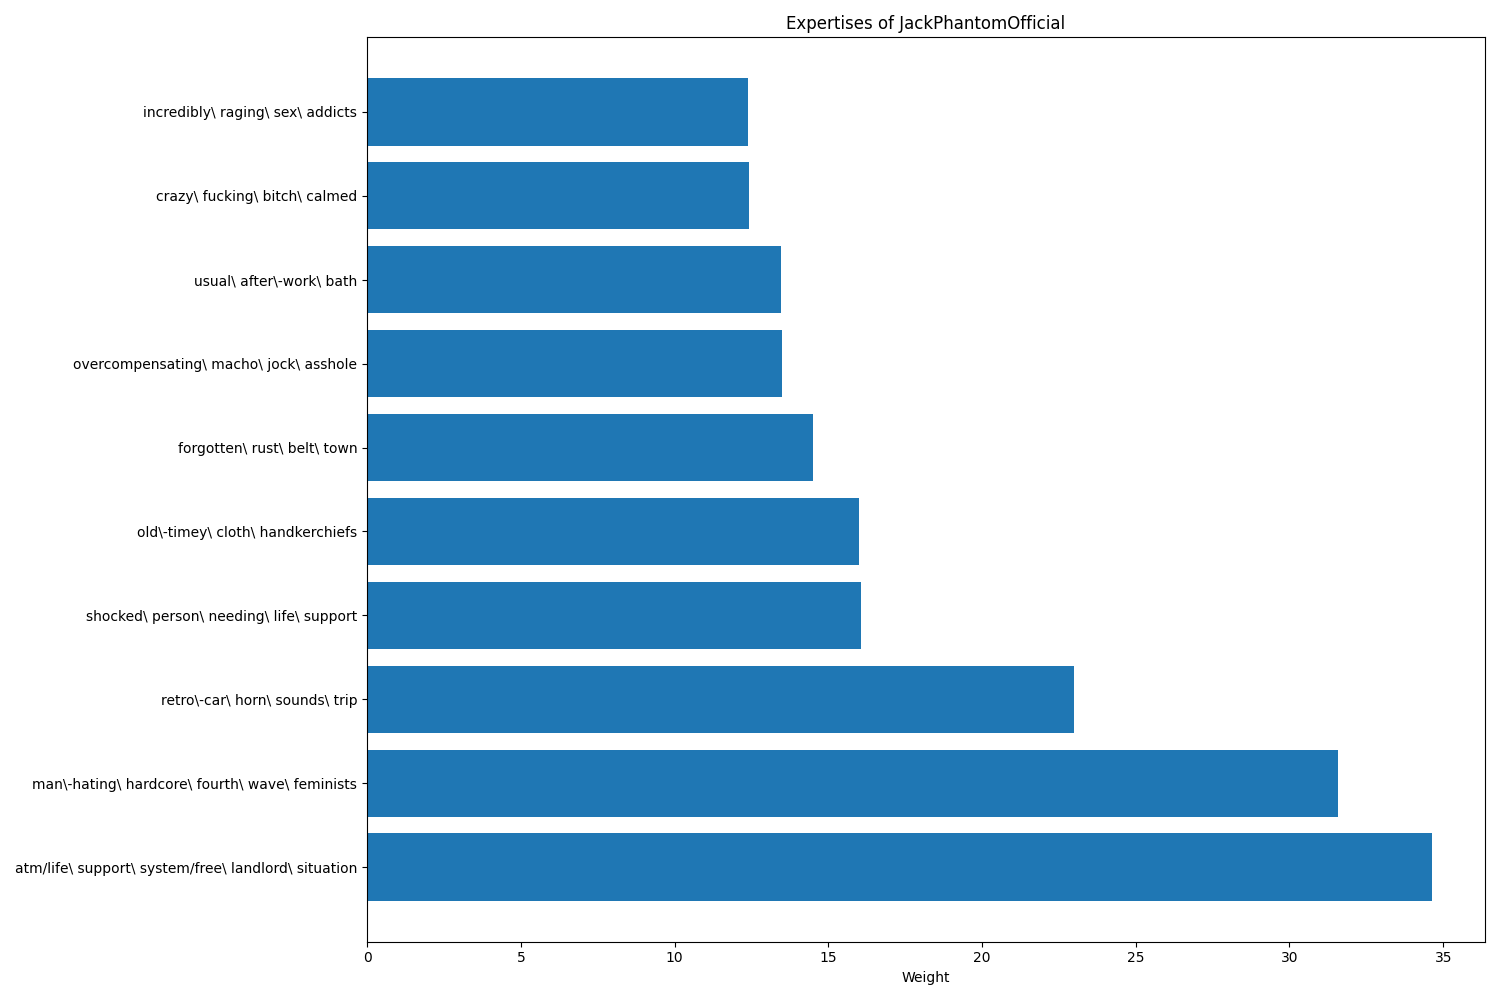 Expertises of JackPhantomOfficial
incredibly\ raging\ sex\ addicts
crazy\ fucking\ bitch\ calmed
usual\ after\-work\ bath
overcompensating\ macho\ jock\ asshole
forgotten\ rust\ belt\ town
old\-timey\ cloth\ handkerchiefs
shocked\ person\ needing\ life\ support
retro\-car\ horn\ sounds\ trip
man\-hating\ hardcore\ fourth\ wave\ feminists
atm/life\ support\ system/free\ landlord\ situation
0 5 10 15 20 25 30 35
Weight